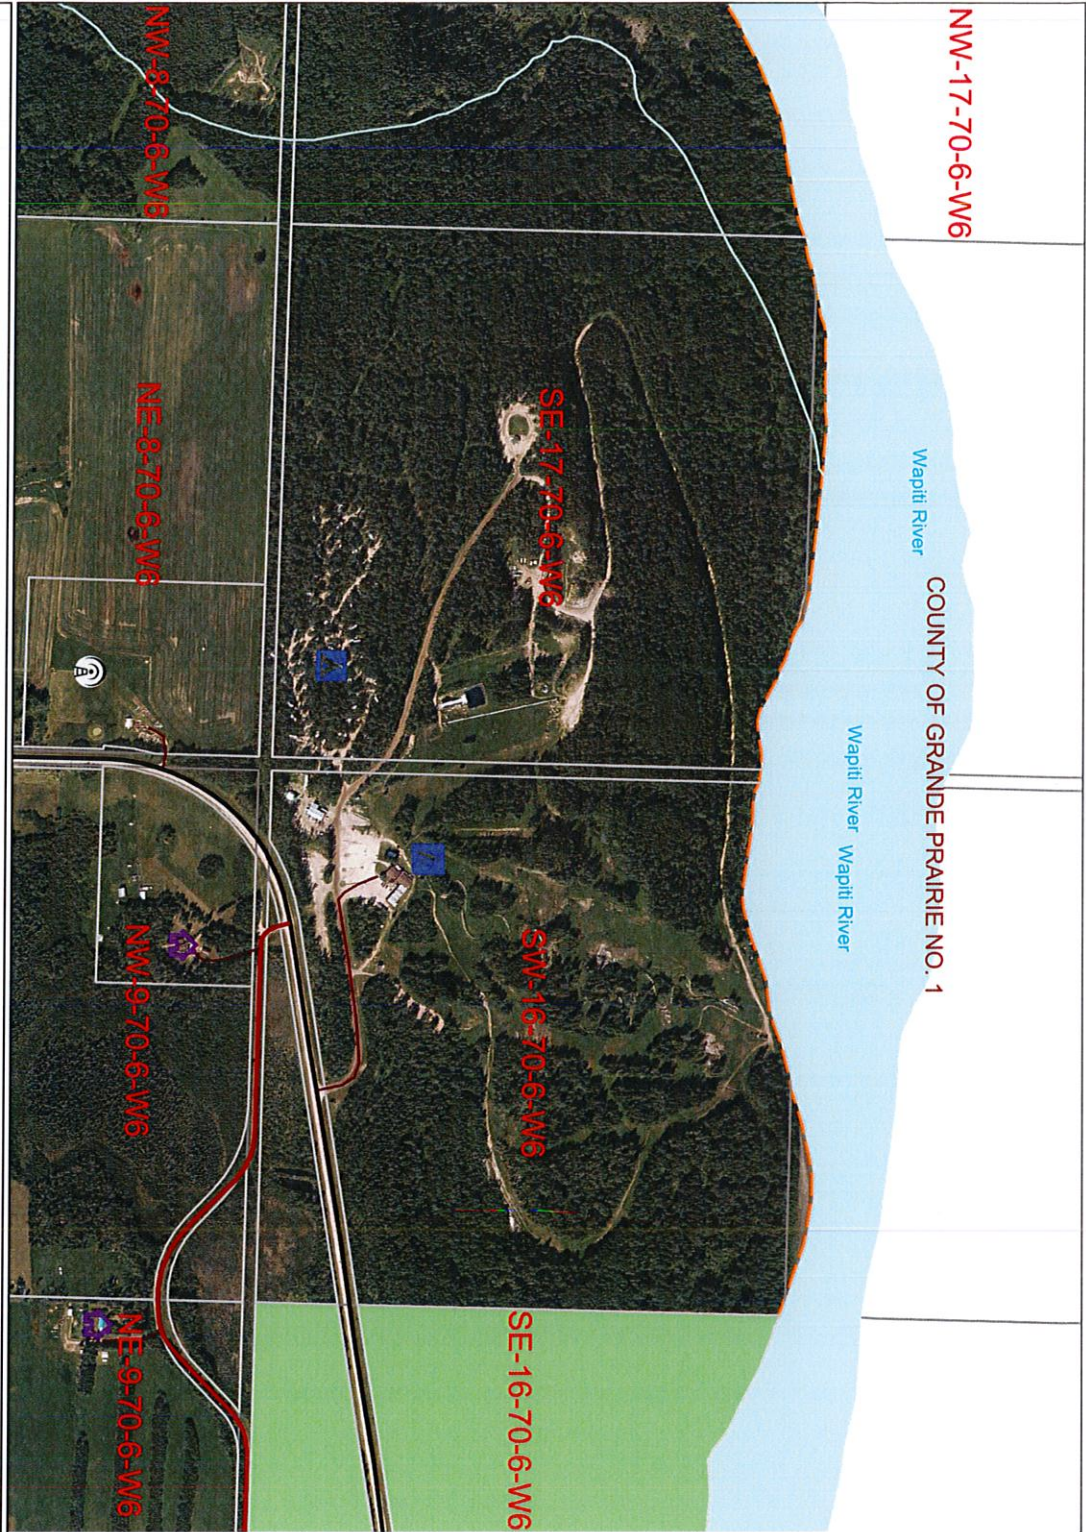 NW-17-70-6-W6
COUNTY OF GRANDE PRAIRIE NO. 1
Wapiti River
Wapiti River
Wapiti River
SE-17-70-6-W6
SW-16-70-6-W6
SE-16-70-6-W6
NW-8-70-6-W6
NE-8-70-6-W6
NW-9-70-6-W6
NE-9-70-6-W6